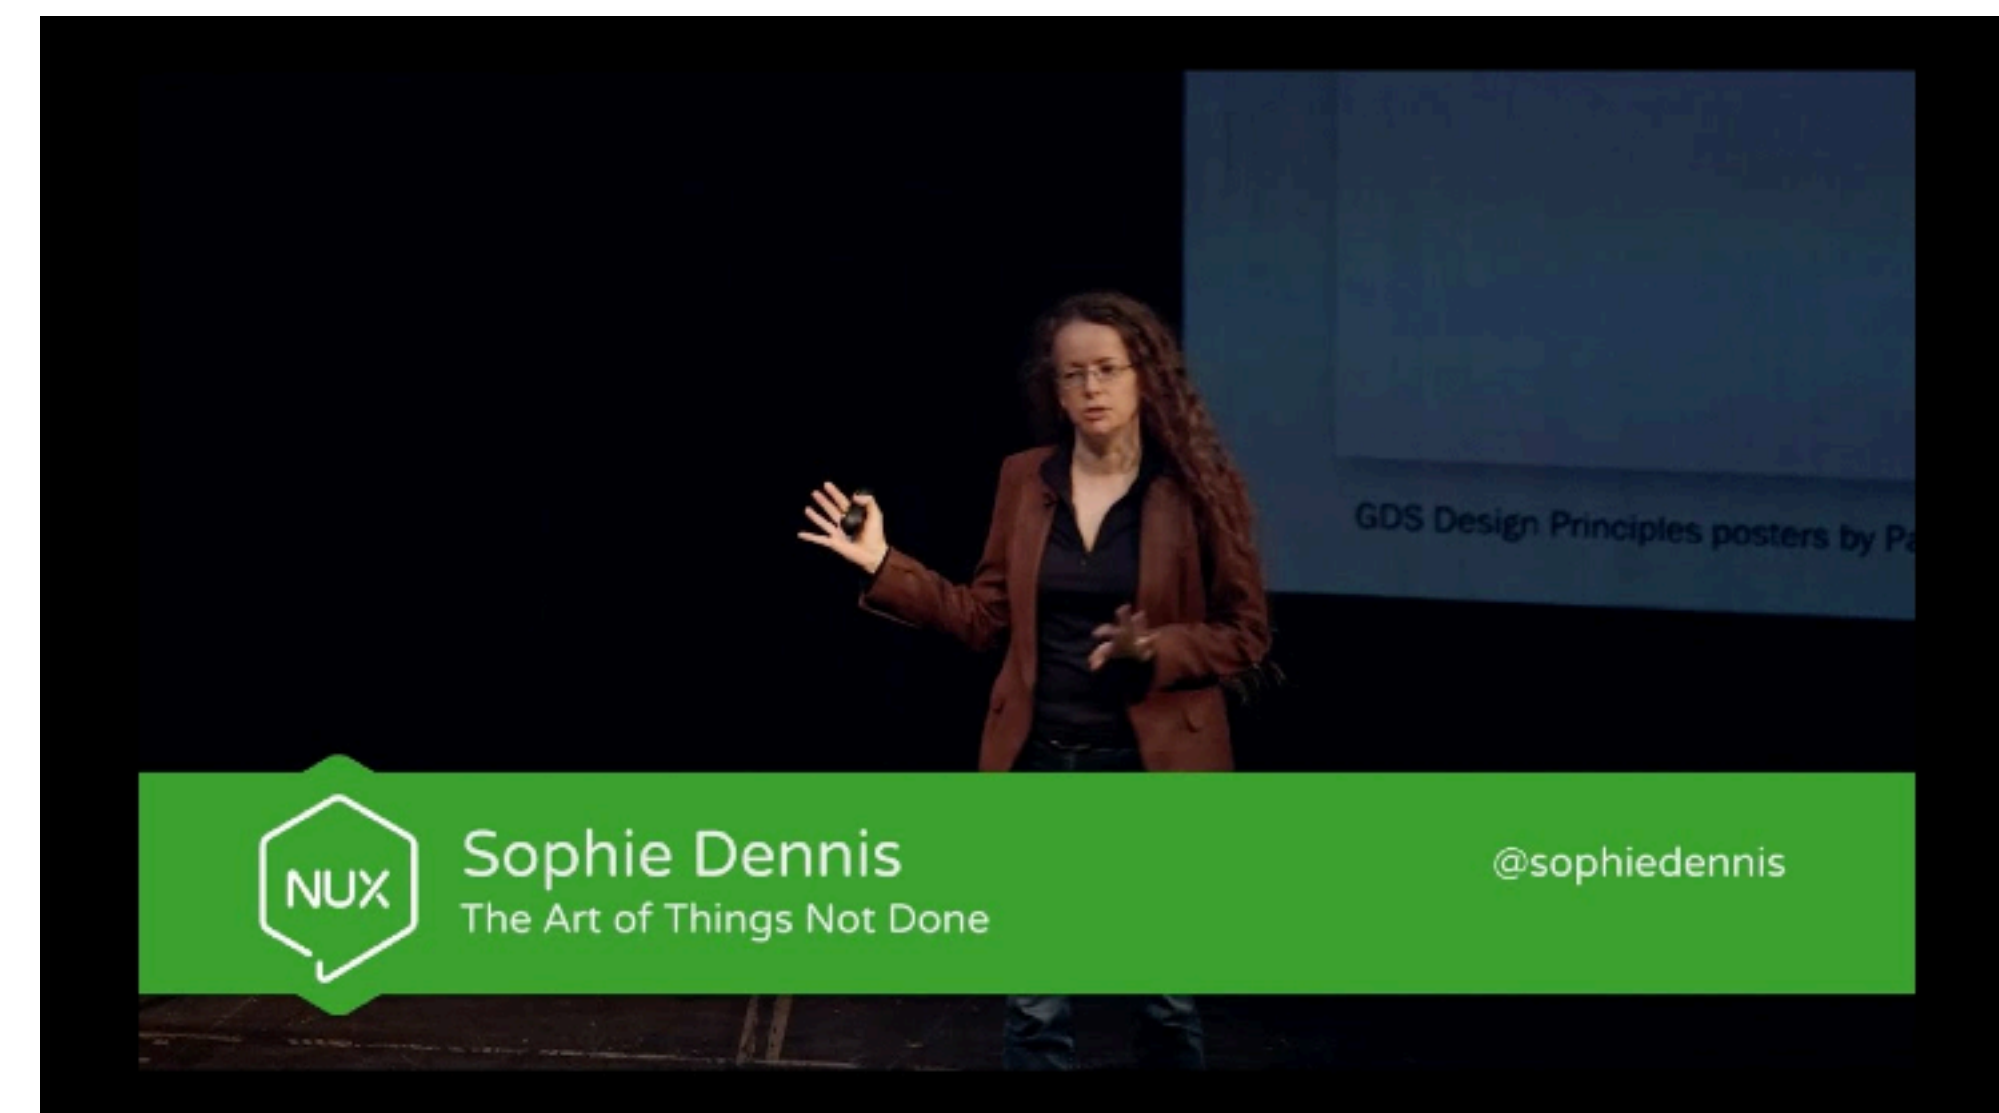 GDS Design Principles posters by
NUX
Sophie Dennis
The Art of Things Not Done
@sophiedennis